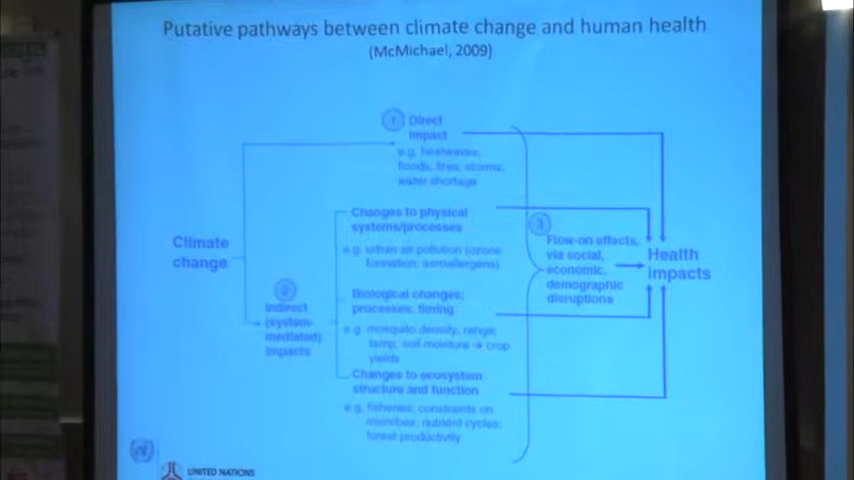 Putative pathways between climate change and human health
(McMichael, 2009)
1 Direct
impact
e.g. heatwaves,
floods, fires, storms,
water shortage
Changes to physical
systems/processes
e.g. urban air pollution (ozone
formation; aeroallergens)
Climate
change
2
Indirect
(system-
mediated)
impacts
Biological changes:
processes, timing
e.g. mosquito density, range;
temp, soil moisture → crop
yields
Changes to ecosystem
structure and function
e.g. fisheries; constraints on
microbes; nutrient cycles;
forest productivity
3
Flow-on effects,
via social,
economic,
demographic
disruptions
Health
impacts
UNITED NATIONS